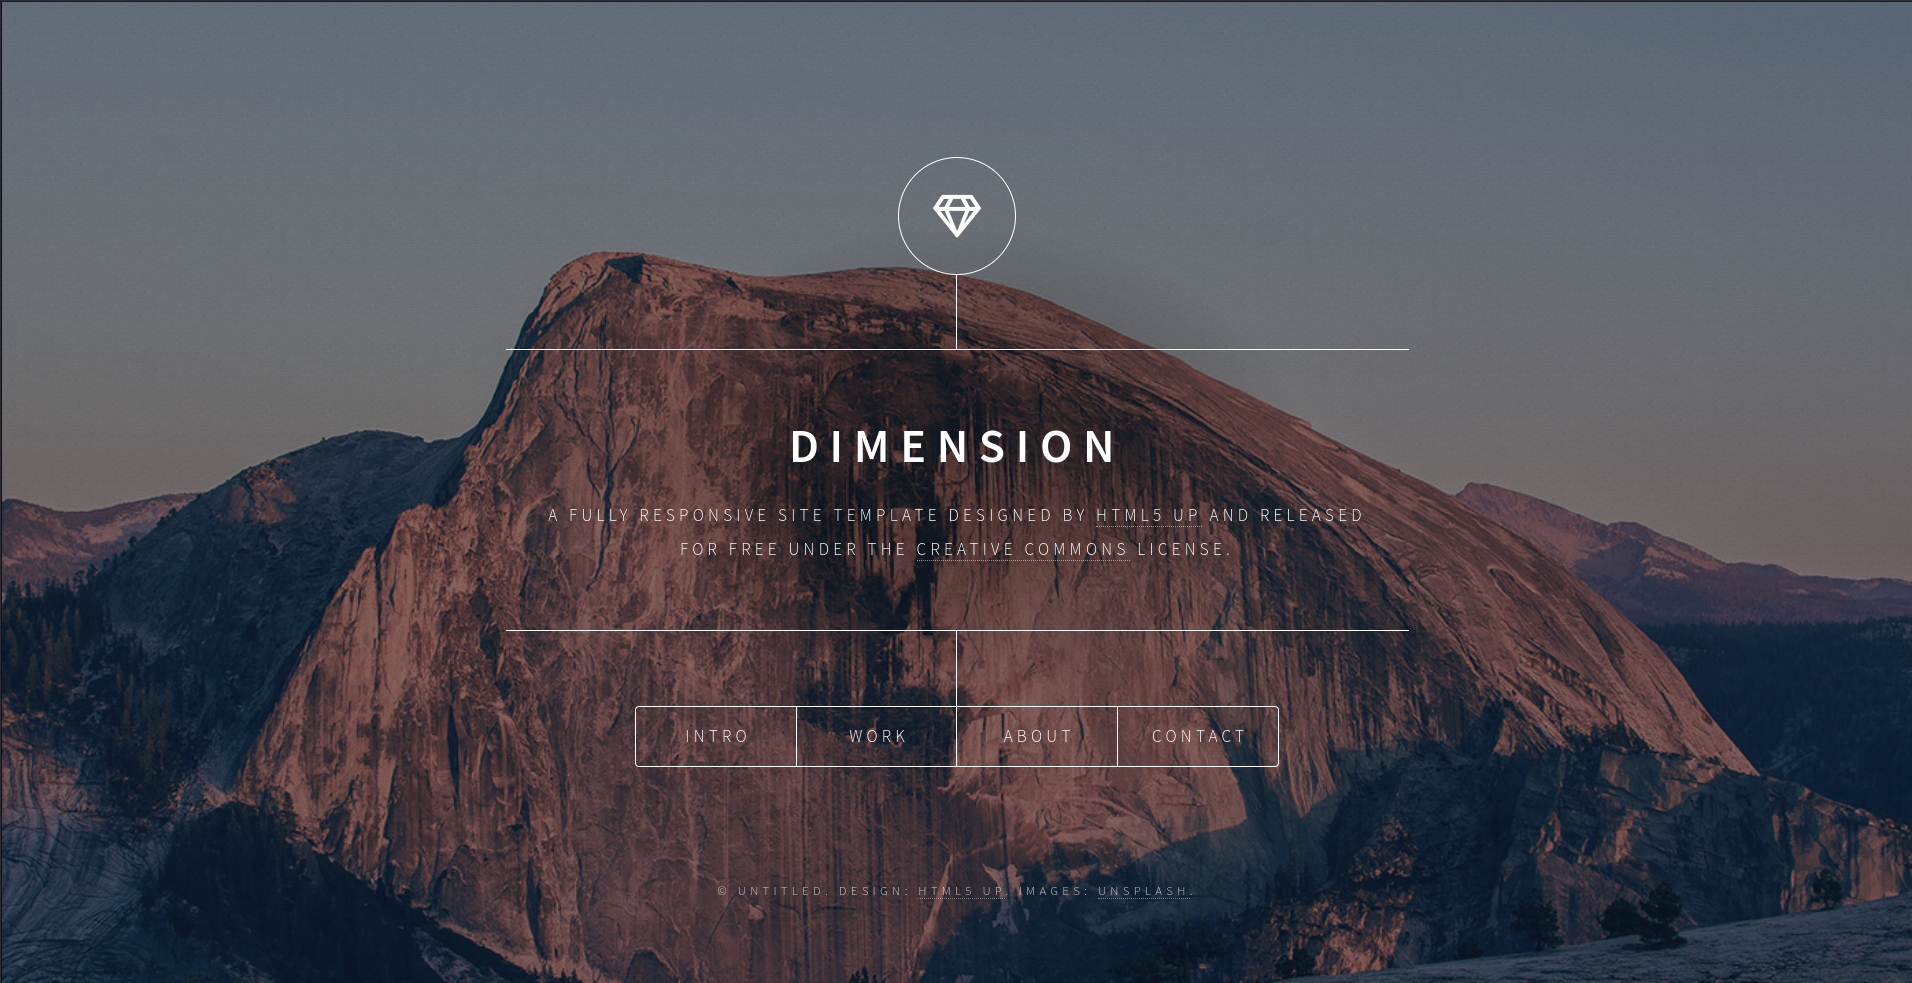 DIMENSION
A FULLY RESPONSIVE SITE TEMPLATE DESIGNED BY HTML5 UP AND RELEASED
FOR FREE UNDER THE CREATIVE COMMONS LICENSE.
INTRO WORK ABOUT CONTACT
© UNTITLED. DESIGN: HTML5 UP. IMAGES: UNSPLASH.